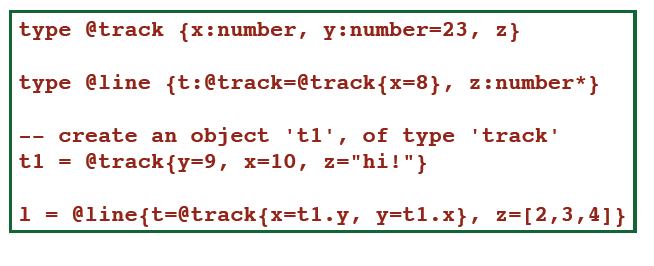 type @track {x:number, y:number=23, z}
type @line {t:@track=@track{x=8}, z:number*}
-- create an object 't1', of type 'track'
t1 = @track{y=9, x=10, z="hi!"}
l = @line{t=@track{x=t1.y, y=t1.x}, z=[2,3,4]}